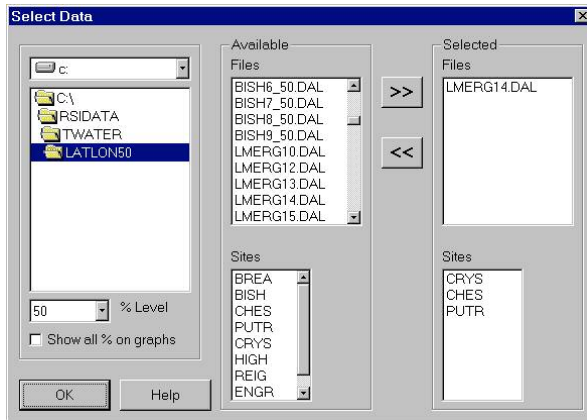 Select Data
c:
C:\
RSIDATA
TWATER
LATLON50
50
% Level
Show all % on graphs
OK
Help
Available
Files
BISH6_50.DAL
BISH7_50.DAL
BISH8_50.DAL
BISH9_50.DAL
LMERG10.DAL
LMERG12.DAL
LMERG13.DAL
LMERG14.DAL
LMERG15.DAL
Sites
BREA
BISH
CHES
PUTR
CRYS
HIGH
REIG
ENGR
>>
<<
Selected
Files
LMERG14.DAL
Sites
CRYS
CHES
PUTR